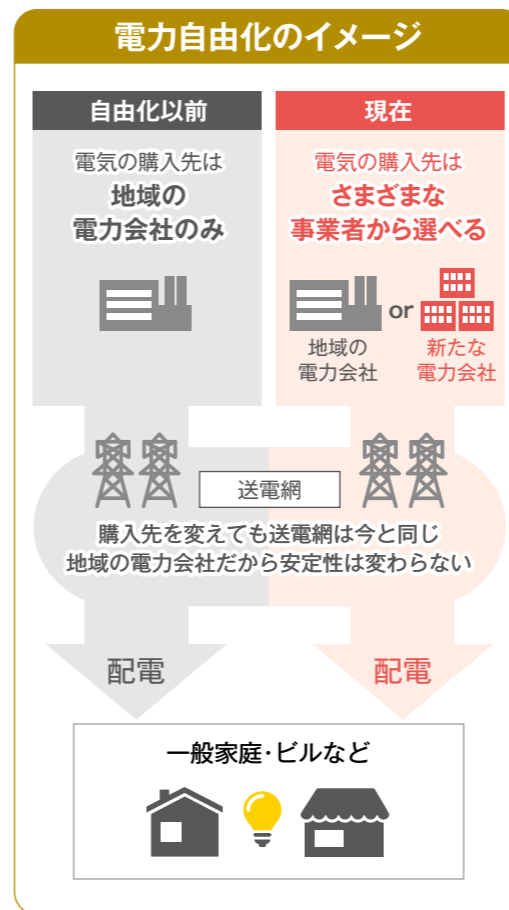 電力自由化のイメージ
自由化以前
電気の購入先は
地域の
電力会社のみ
現在
電気の購入先は
さまざまな
事業者から選べる
or
地域の
電力会社
新たな
電力会社
送電網
購入先を変えても送電網は今と同じ
地域の電力会社だから安定性は変わらない
配電
配電
一般家庭・ビルなど